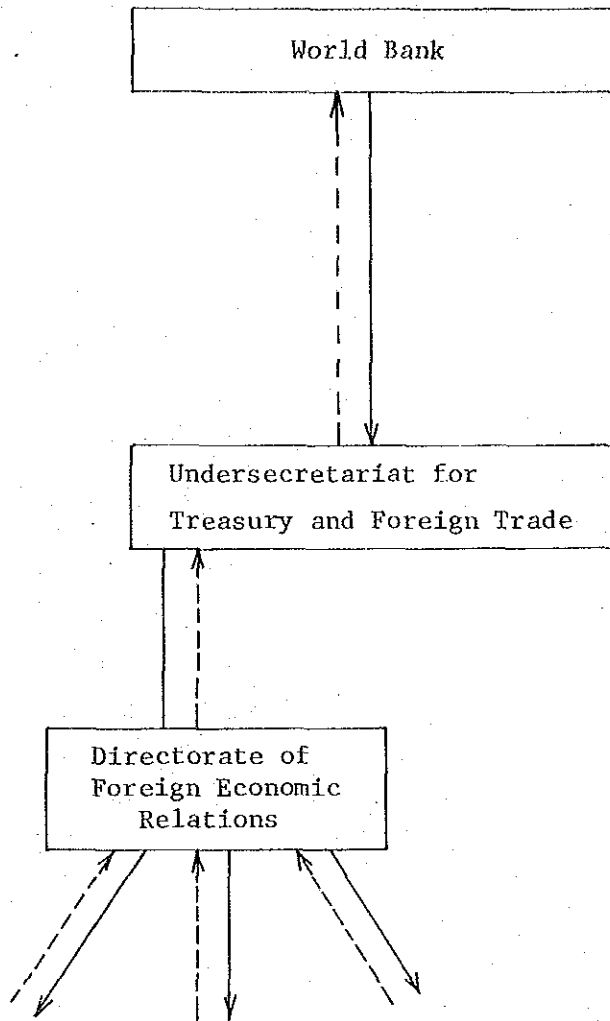 World Bank
Undersecretariat for
Treasury and Foreign Trade
Directorate of
Foreign Economic
Relations